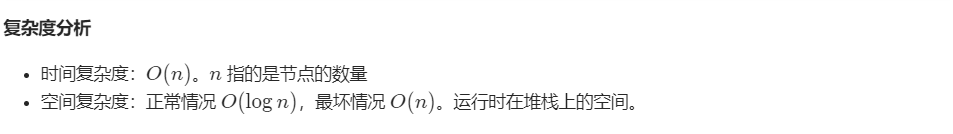 复杂度分析
• 时间复杂度：O(n)。n 指的是节点的数量
• 空间复杂度：正常情况 O(log n)，最坏情况 O(n)。运行时在堆栈上的空间。